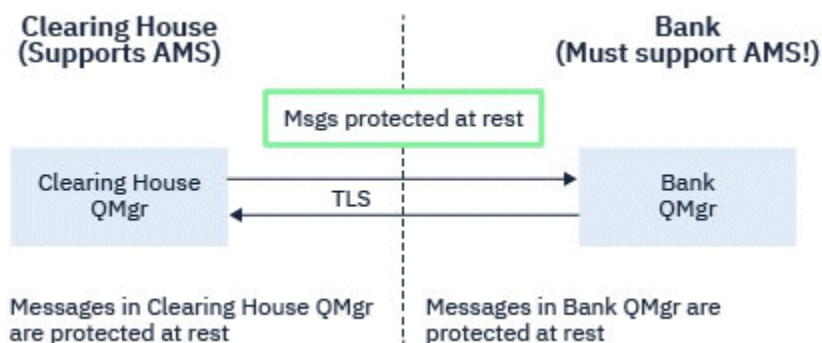 Clearing House
(Supports AMS)
Bank
(Must support AMS!)
Msgs protected at rest
Clearing House
QMgr
TLS
Bank
QMgr
Messages in Clearing House QMgr
are protected at rest
Messages in Bank QMgr are
protected at rest